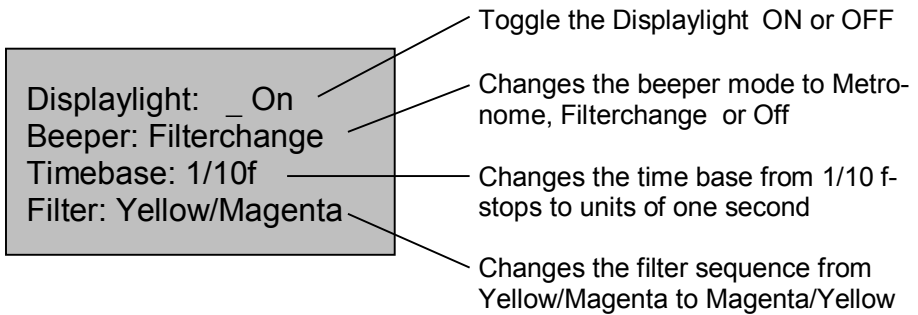 Displaylight: _ On
Beeper: Filterchange
Timebase: 1/10f
Filter: Yellow/Magenta
Toggle the Displaylight ON or OFF
Changes the beeper mode to Metro-
nome, Filterchange or Off
Changes the time base from 1/10 f-
stops to units of one second
Changes the filter sequence from
Yellow/Magenta to Magenta/Yellow